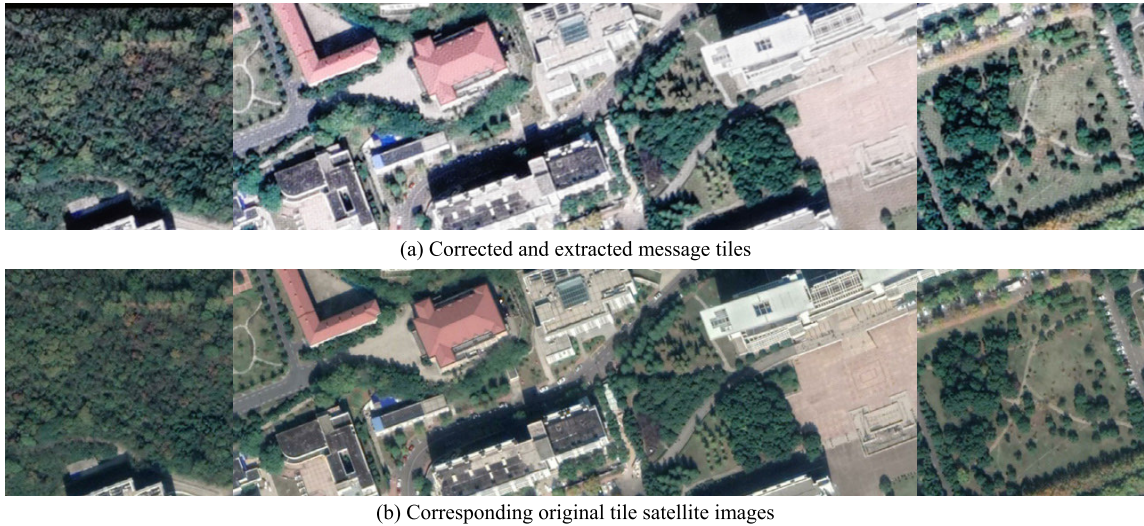 (a) Corrected and extracted message tiles
(b) Corresponding original tile satellite images